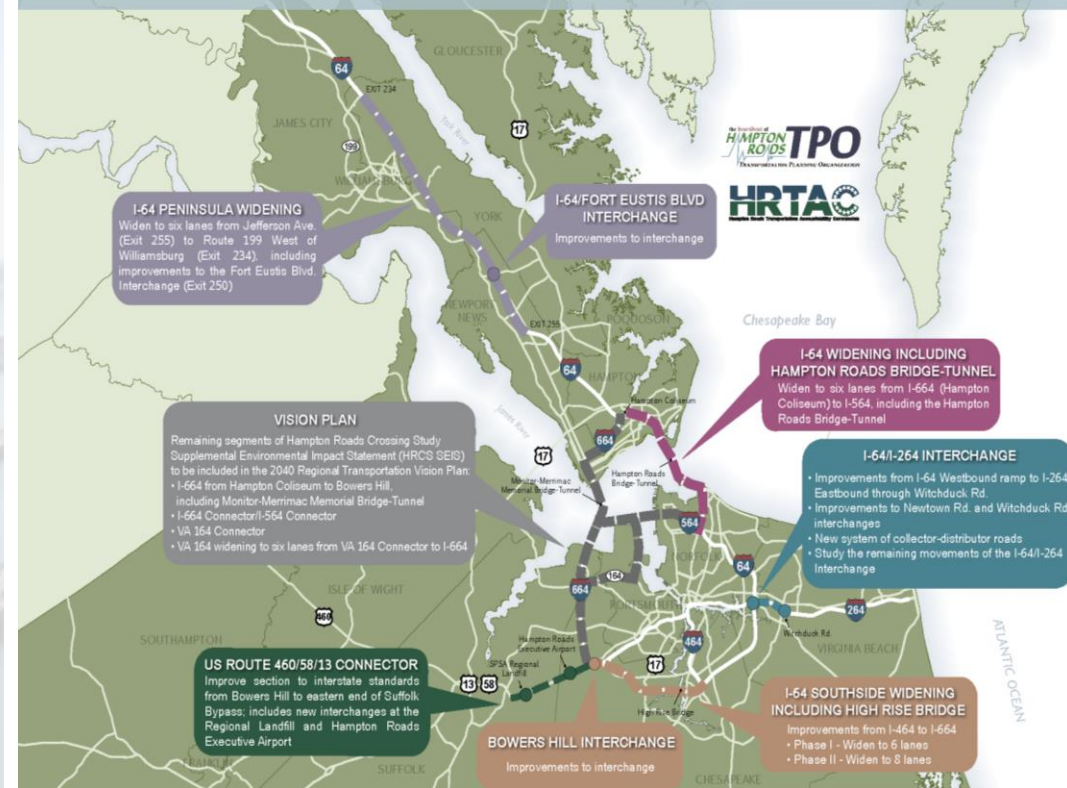 GLOUCESTER
64
EXIT 234
JAMES CITY
York River
17
199
WILLIAMSBURG
HAMPTON ROADS TPO
TRANSPORTATION PLANNING ORGANIZATION
HRTAC
I-64 PENINSULA WIDENING
Widen to six lanes from Jefferson Ave.
(Exit 255) to Route 199 West of
Williamsburg (Exit 234), including
improvements to the Fort Eustis Blvd.
Interchange (Exit 250)
YORK
I-64/FORT EUSTIS BLVD
INTERCHANGE
Improvements to interchange
NEWPORT
NEWS
EXIT 255
POQUOSON
Chesapeake Bay
64
HAMPTON
Hampton Coliseum
I-64 WIDENING INCLUDING
HAMPTON ROADS BRIDGE-TUNNEL
Widen to six lanes from I-664 (Hampton
Coliseum) to I-564, including the Hampton
Roads Bridge-Tunnel
James River
664
17
Hampton Roads
Bridge-Tunnel
Monitor-Merrimac
Memorial Bridge-Tunnel
VISION PLAN
Remaining segments of Hampton Roads Crossing Study
Supplemental Environmental Impact Statement (HRCS SEIS)
to be included in the 2040 Regional Transportation Vision Plan:
• I-664 from Hampton Coliseum to Bowers Hill,
including Monitor-Merrimac Memorial Bridge-Tunnel
• I-664 Connector/I-564 Connector
• VA 164 Connector
• VA 164 widening to six lanes from VA 164 Connector to I-664
I-64/I-264 INTERCHANGE
• Improvements from I-64 Westbound ramp to I-264
Eastbound through Witchduck Rd.
• Improvements to Newtown Rd. and Witchduck Rd
interchanges
• New system of collector-distributor roads
• Study the remaining movements of the I-64/I-264
Interchange
564
NORFOLK
64
164
664
PORTSMOUTH
264
Witchduck Rd.
VIRGINIA BEACH
ISLE OF WIGHT
460
SOUTHAMPTON
464
17
Hampton Roads
Executive Airport
SPSA Regional
Landfill
13
58
High Rise Bridge
ATLANTIC OCEAN
US ROUTE 460/58/13 CONNECTOR
Improve section to interstate standards
from Bowers Hill to eastern end of Suffolk
Bypass; includes new interchanges at the
Regional Landfill and Hampton Roads
Executive Airport
BOWERS HILL INTERCHANGE
Improvements to interchange
I-64 SOUTHSIDE WIDENING
INCLUDING HIGH RISE BRIDGE
Improvements from I-464 to I-664
• Phase I - Widen to 6 lanes
• Phase II - Widen to 8 lanes
FRANKLIN
SUFFOLK
CHESAPEAKE